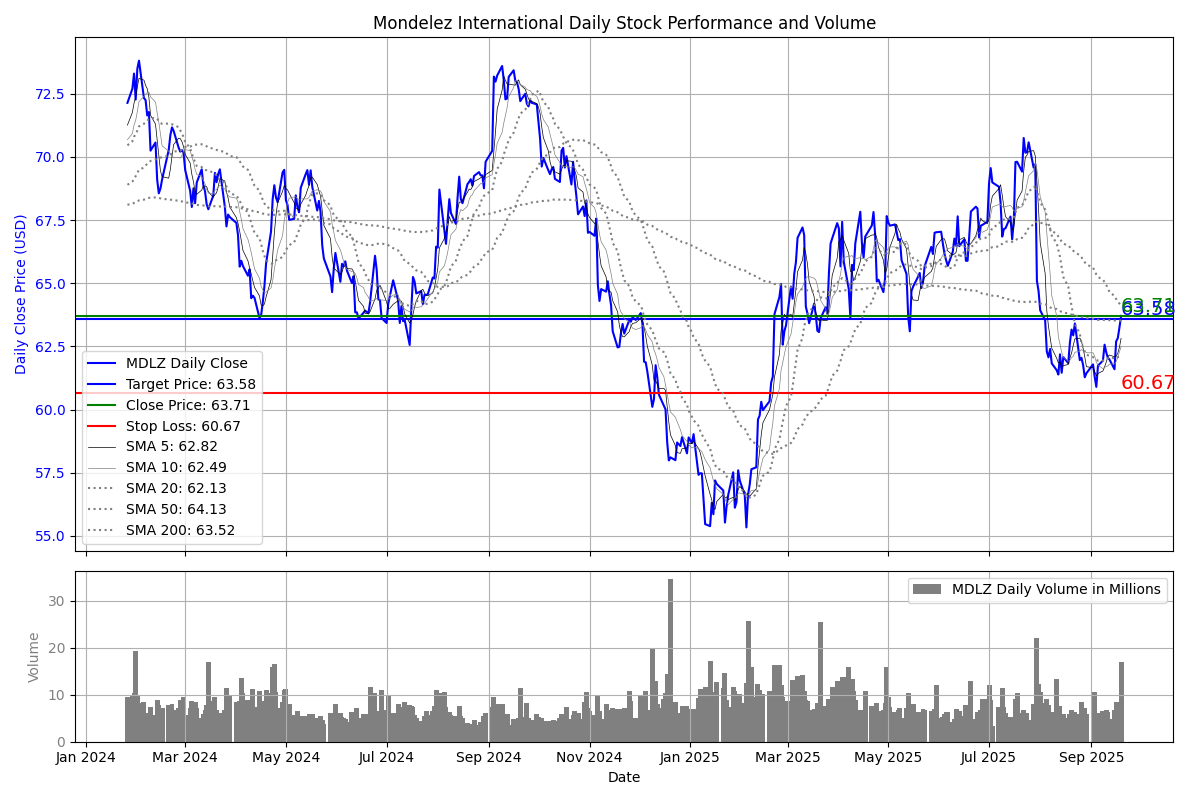 Mondelez International Daily Stock Performance and Volume
Daily Close Price (USD)
72.5
70.0
67.5
65.0
62.5
60.0
57.5
55.0
63.71
63.58
60.67
MDLZ Daily Close
Target Price: 63.58
Close Price: 63.71
Stop Loss: 60.67
SMA 5: 62.82
SMA 10: 62.49
SMA 20: 62.13
SMA 50: 64.13
SMA 200: 63.52
Volume
30
20
10
0
MDLZ Daily Volume in Millions
Jan 2024 Mar 2024 May 2024 Jul 2024 Sep 2024 Nov 2024 Jan 2025 Mar 2025 May 2025 Jul 2025 Sep 2025
Date